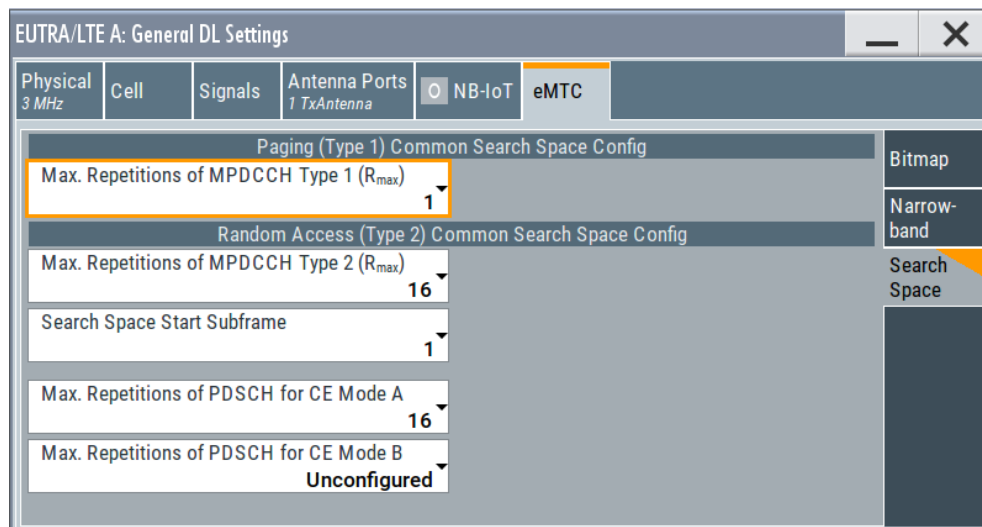 EUTRA/LTE A: General DL Settings
Physical
3 MHz
Cell
Signals
Antenna Ports
1 TxAntenna
O NB-IoT
eMTC
Paging (Type 1) Common Search Space Config
Max. Repetitions of MPDCCH Type 1 (Rmax)
1
Random Access (Type 2) Common Search Space Config
Max. Repetitions of MPDCCH Type 2 (Rmax)
16
Search Space Start Subframe
1
Max. Repetitions of PDSCH for CE Mode A
16
Max. Repetitions of PDSCH for CE Mode B
Unconfigured
Bitmap
Narrow-
band
Search
Space